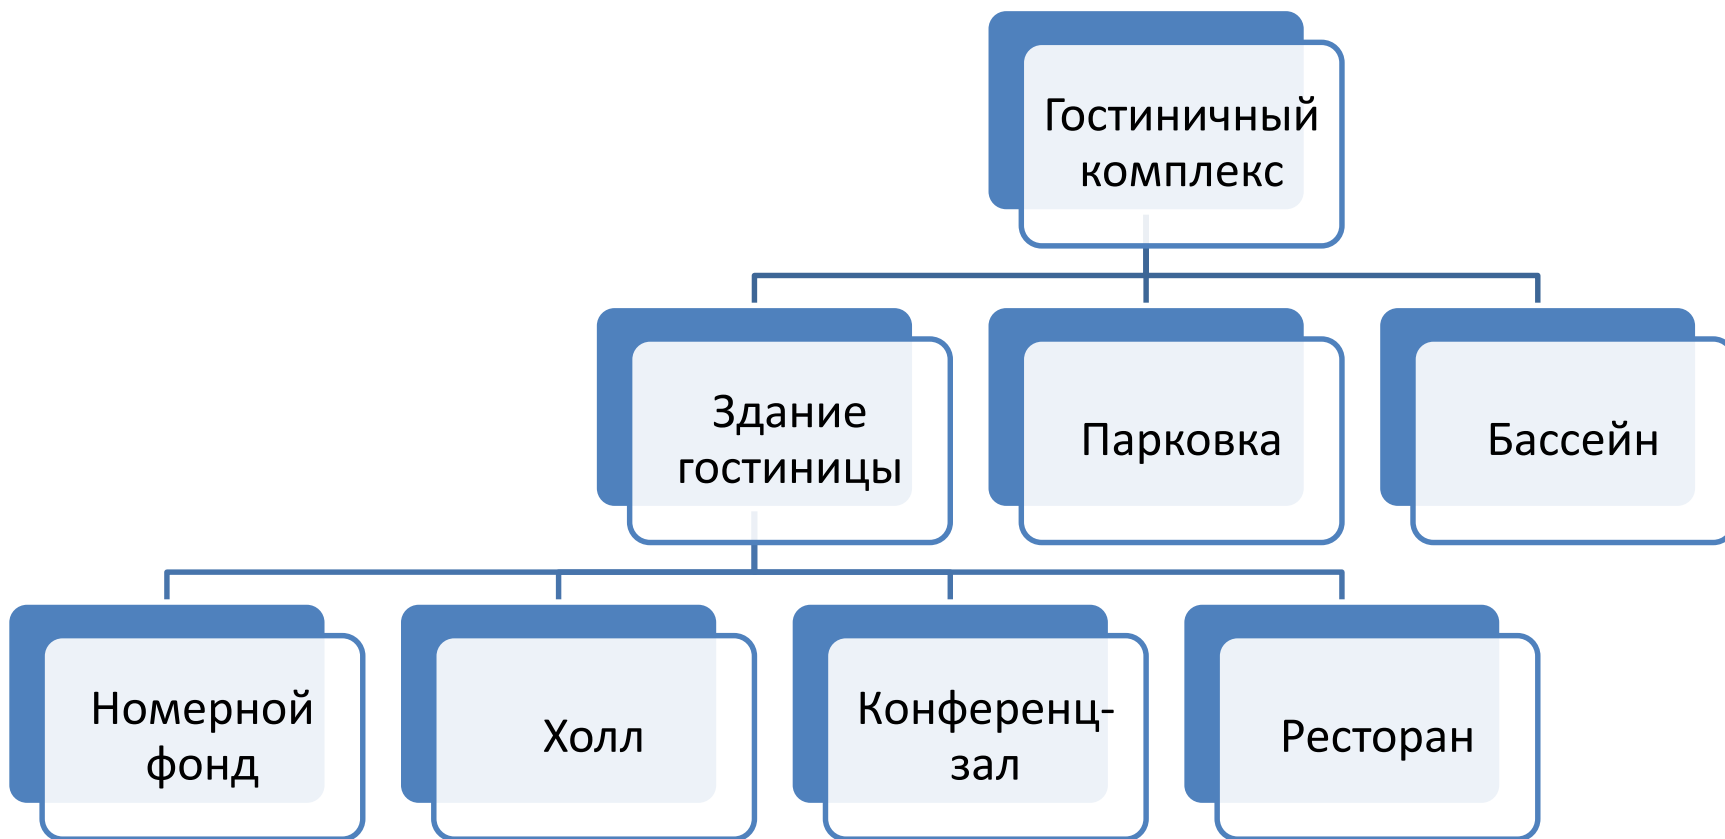 Гостиничный
комплекс
Здание
гостиницы
Парковка
Бассейн
Номерной
фонд
Холл
Конференц-
зал
Ресторан